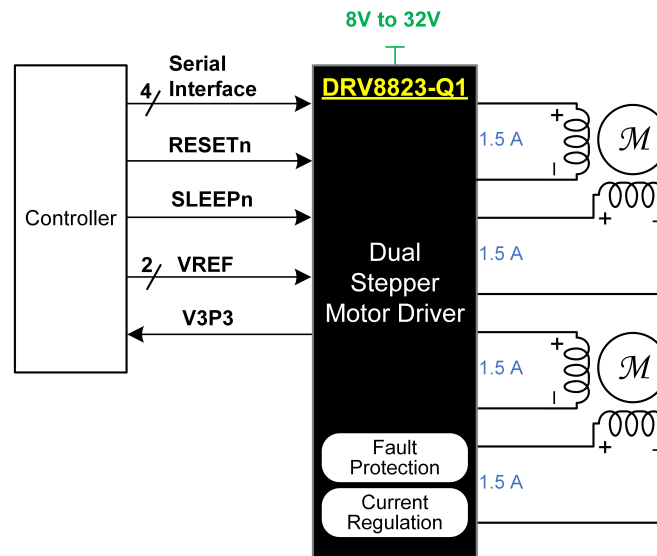 8V to 32V
DRV8823-Q1
Controller
4
Serial
Interface
RESETn
SLEEPn
2
VREF
V3P3
Dual
Stepper
Motor Driver
Fault
Protection
Current
Regulation
+
1.5 A
–
M
1.5 A
+
-
+
1.5 A
–
M
1.5 A
+
-